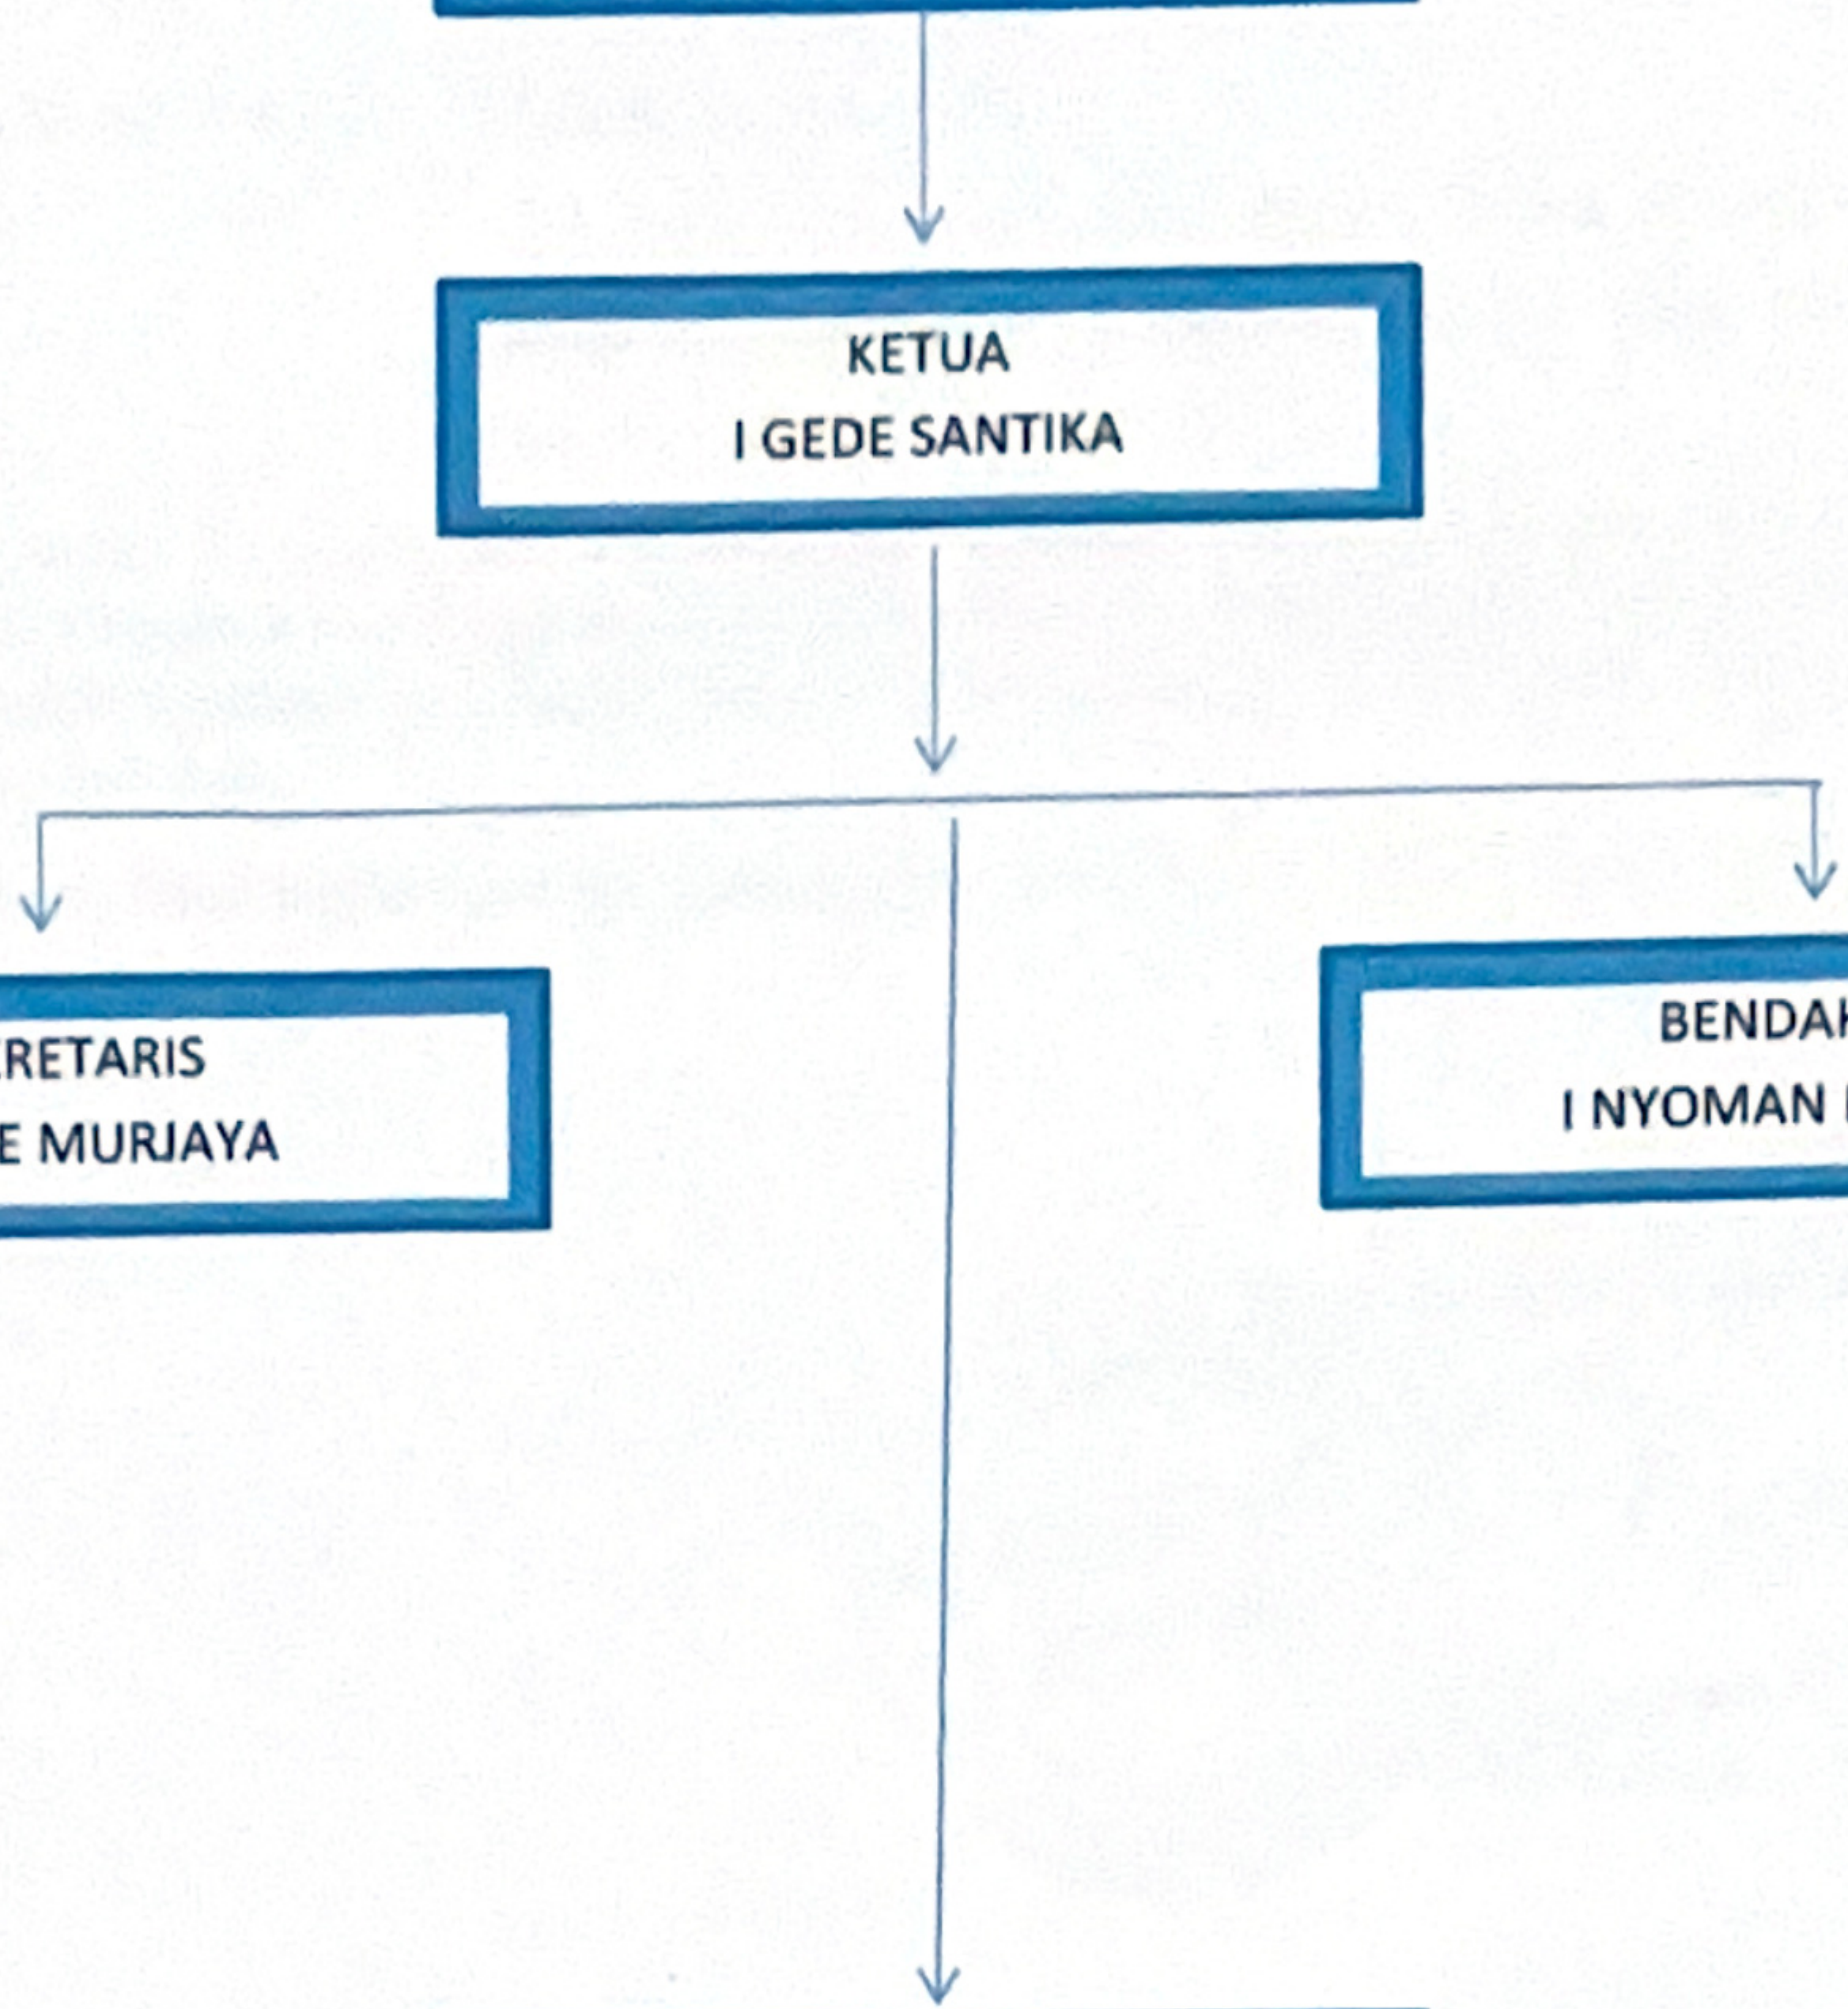 KETUA
I GEDE SANTIKA
RETARIS
E MURJAYA
BENDAH
I NYOMAN